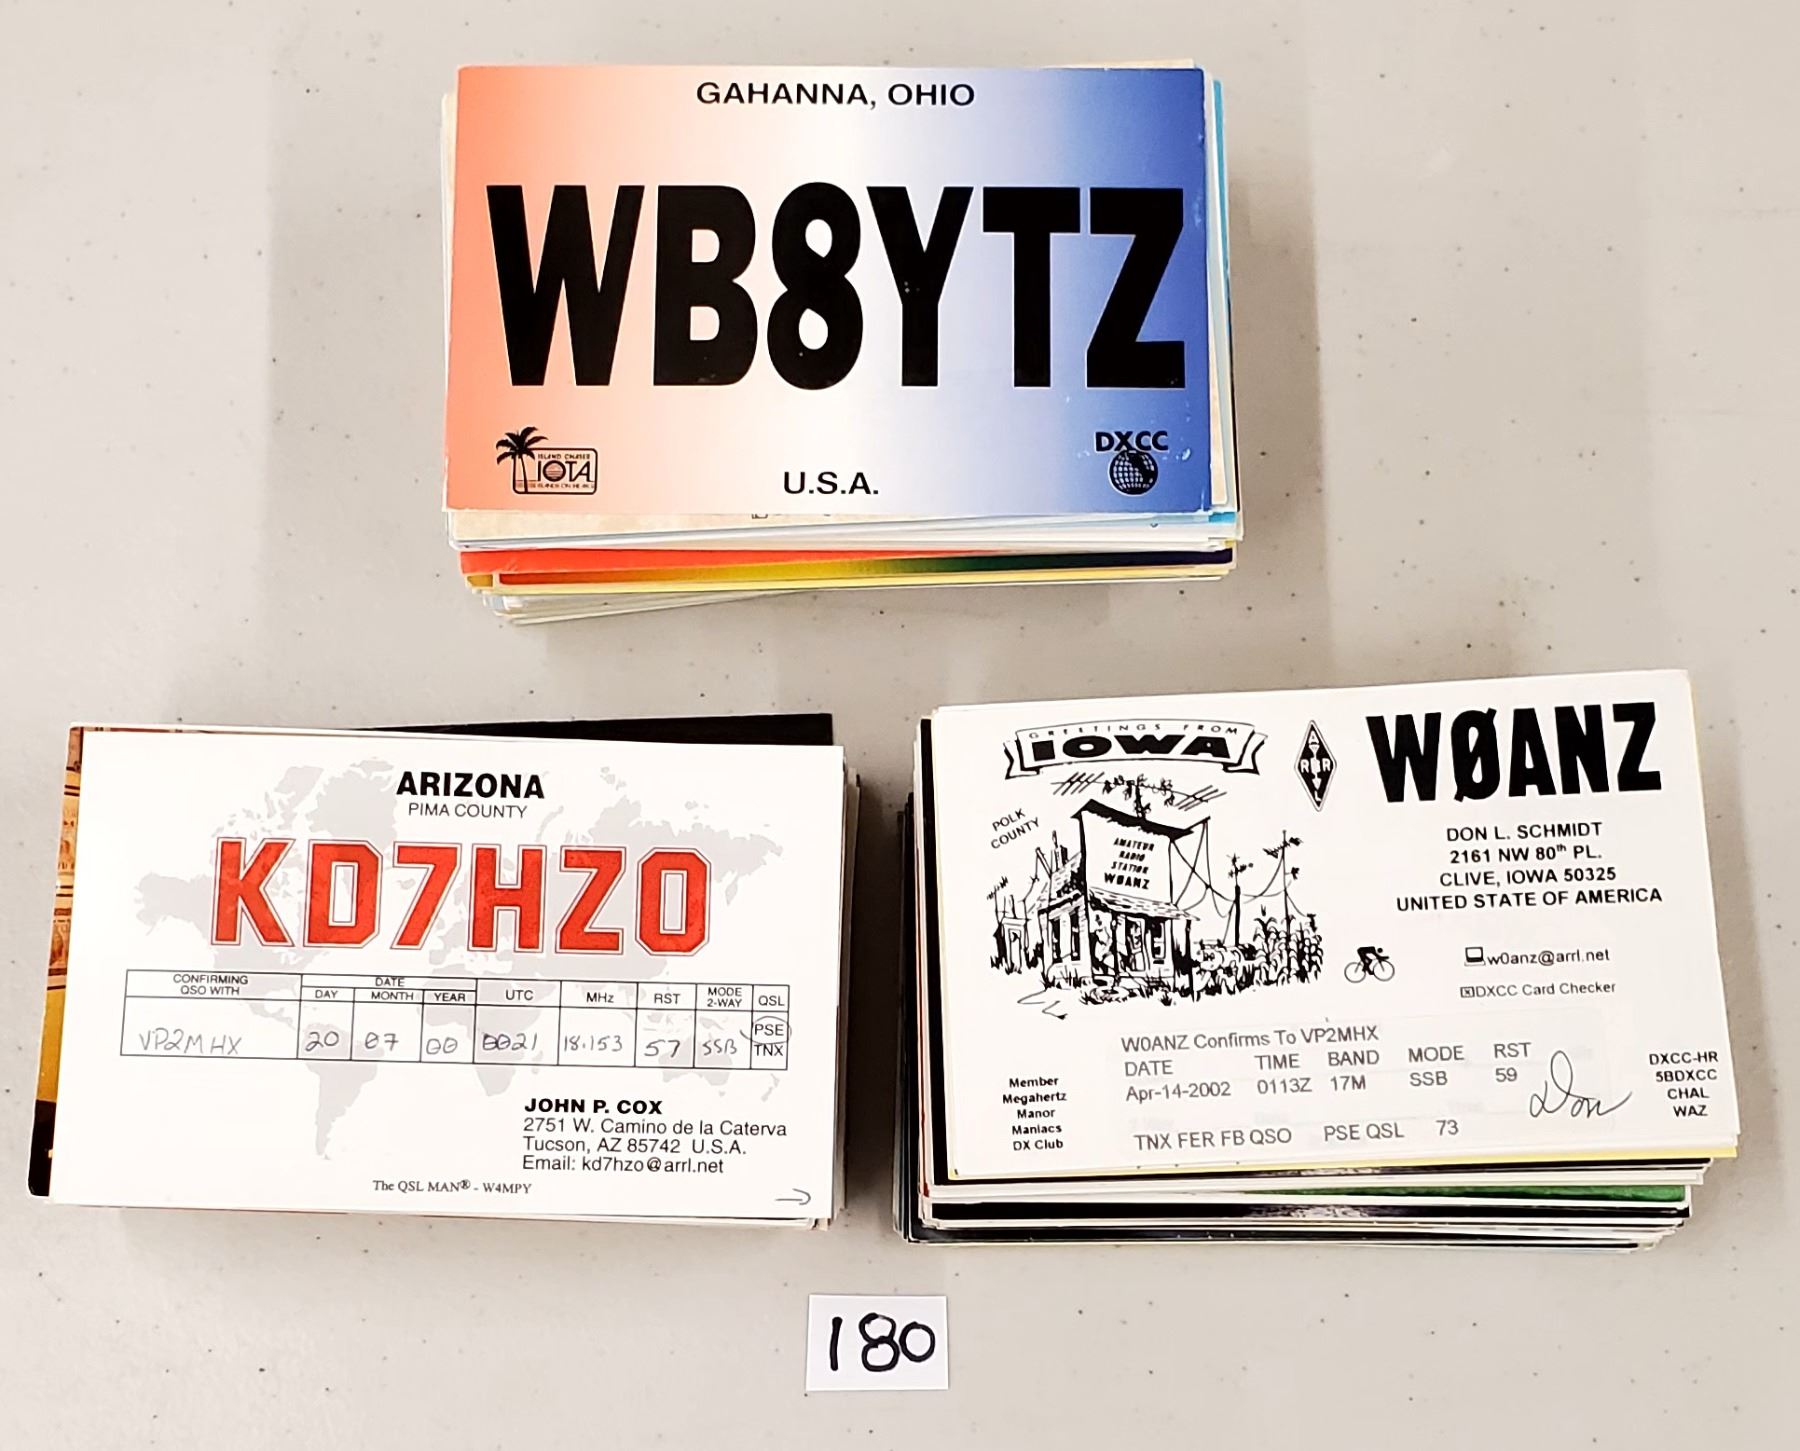 GAHANNA, OHIO
WB8YTZ
ISLAND CHASER
IOTA
DXCC
U.S.A.
ARIZONA
PIMA COUNTY
KD7HZO
CONFIRMING QSO WITH DATE DAY MONTH YEAR UTC MHz RST MODE 2-WAY QSL
VP2MHX 20 07 00 0021 18.153 57 SSB PSE
TNX
JOHN P. COX
2751 W. Camino de la Caterva
Tucson, AZ 85742 U.S.A.
Email: kd7hzo@arrl.net
The QSL MAN® - W4MPY
GREETINGS FROM
IOWA
POLK
COUNTY
AMATEUR
RADIO
STATION
WØANZ
ARRL
WØANZ
DON L. SCHMIDT
2161 NW 80th PL.
CLIVE, IOWA 50325
UNITED STATE OF AMERICA
w0anz@arrl.net
DXCC Card Checker
W0ANZ Confirms To VP2MHX
DATE TIME BAND MODE RST
Apr-14-2002 0113Z 17M SSB 59
Don
TNX FER FB QSO PSE QSL 73
Member
Megahertz
Manor
Maniacs
DX Club
DXCC-HR
5BDXCC
CHAL
WAZ
180